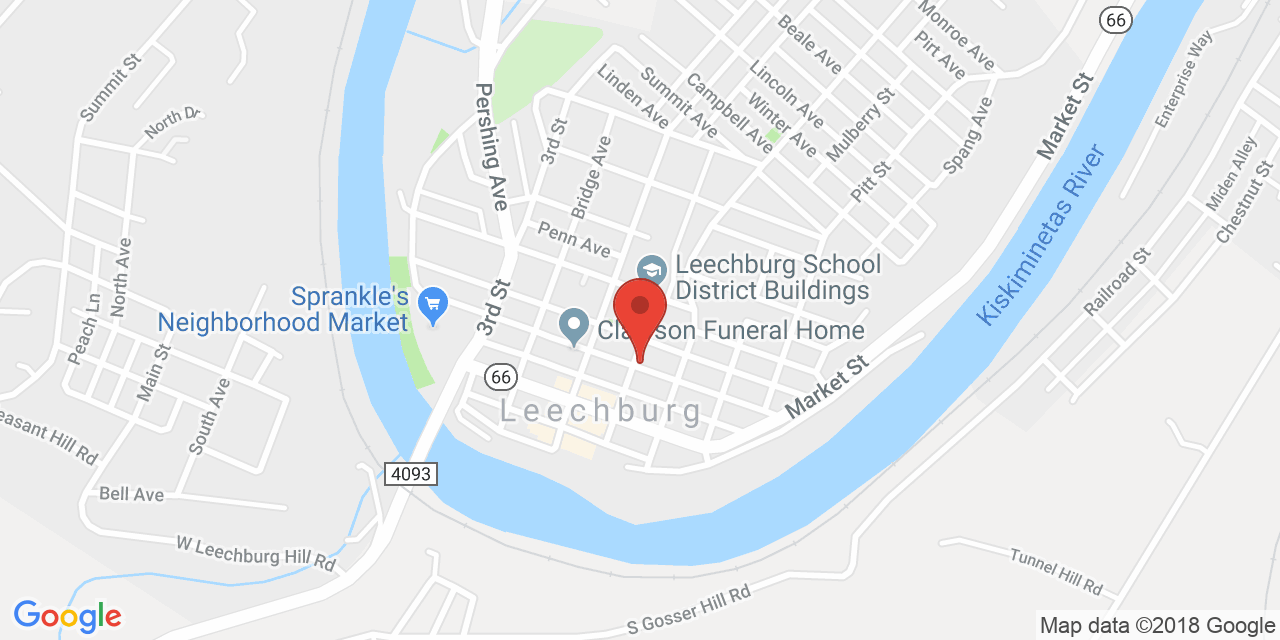 66
Monroe Ave
Beale Ave
Pirt Ave
Enterprise Way
Summit St
Linden Ave
Summit Ave
Campbell Ave
Lincoln Ave
Winter Ave
Mulberry St
Market St
Pershing Ave
North Dr
3rd St
Bridge Ave
Spang Ave
Pitt St
Miden Alley
Chestnut St
Kiskiminetas River
Penn Ave
North Ave
Leechburg School
District Buildings
Railroad St
Sprankle's
Neighborhood Market
3rd St
Peach Ln
Funeral Home
Main St
66
Market St
South Ave
Leechburg
easant Hill Rd
4093
Bell Ave
W Leechburg Hill Rd
Tunnel Hill Rd
S Gosser Hill Rd
Google
Map data ©2018 Google